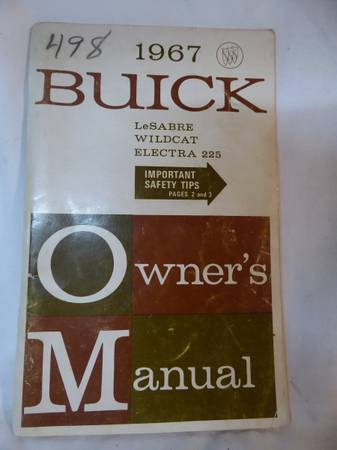 498
1967
BUICK
LeSABRE
WILDCAT
ELECTRA 225
IMPORTANT
SAFETY TIPS
PAGES 2 and 3
Owner's
Manual